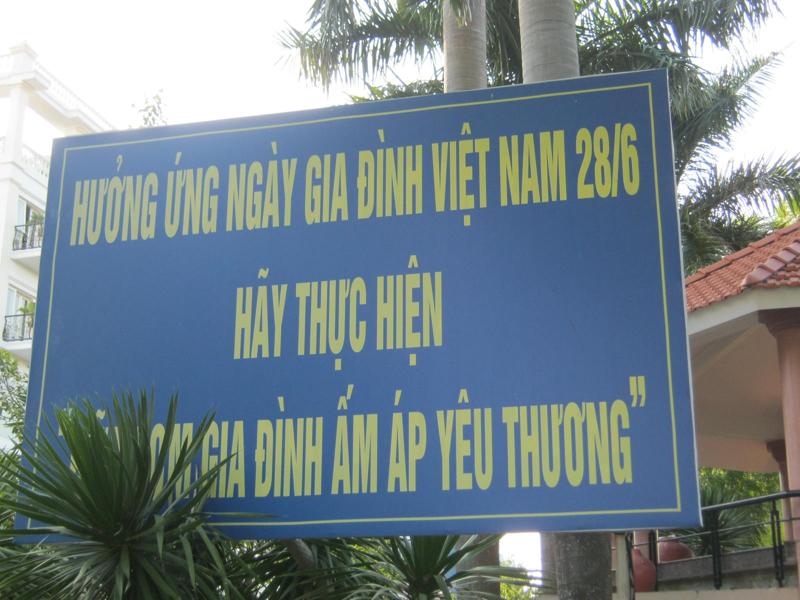 HƯỞNG ỨNG NGÀY GIA ĐÌNH VIỆT NAM 28/6
HÃY THỰC HIỆN
GIA ĐÌNH ẤM ÁP YÊU THƯƠNG"